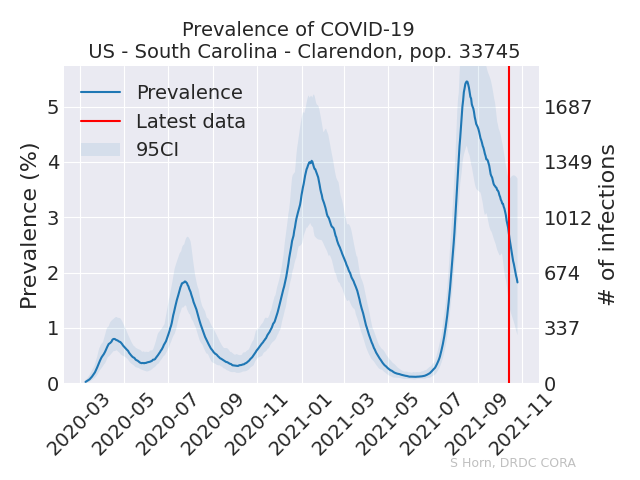 Prevalence of COVID-19
US - South Carolina - Clarendon, pop. 33745
Prevalence
Latest data
95CI
Prevalence (%)
5
4
3
2
1
0
1687
1349
1012
674
337
0
# of infections
2020-03
2020-05
2020-07
2020-09
2020-11
2021-01
2021-03
2021-05
2021-07
2021-09
2021-11
S Horn, DRDC CORA